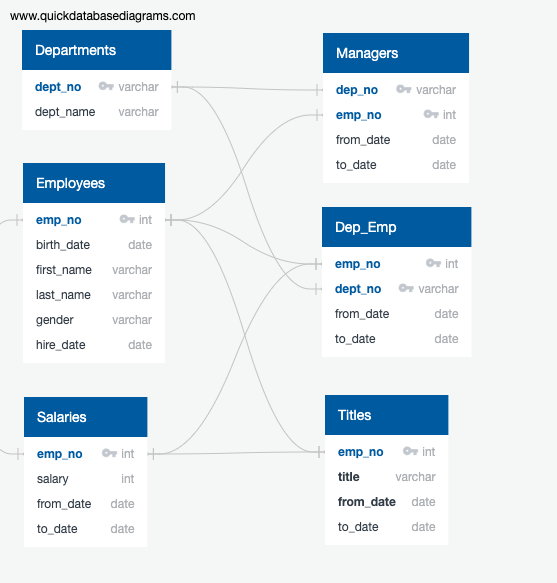 www.quickdatabasediagrams.com
Departments
dept_no varchar
dept_name varchar
Employees
emp_no int
birth_date date
first_name varchar
last_name varchar
gender varchar
hire_date date
Salaries
emp_no int
salary int
from_date date
to_date date
Managers
dep_no varchar
emp_no int
from_date date
to_date date
Dep_Emp
emp_no int
dept_no varchar
from_date date
to_date date
Titles
emp_no int
title varchar
from_date date
to_date date